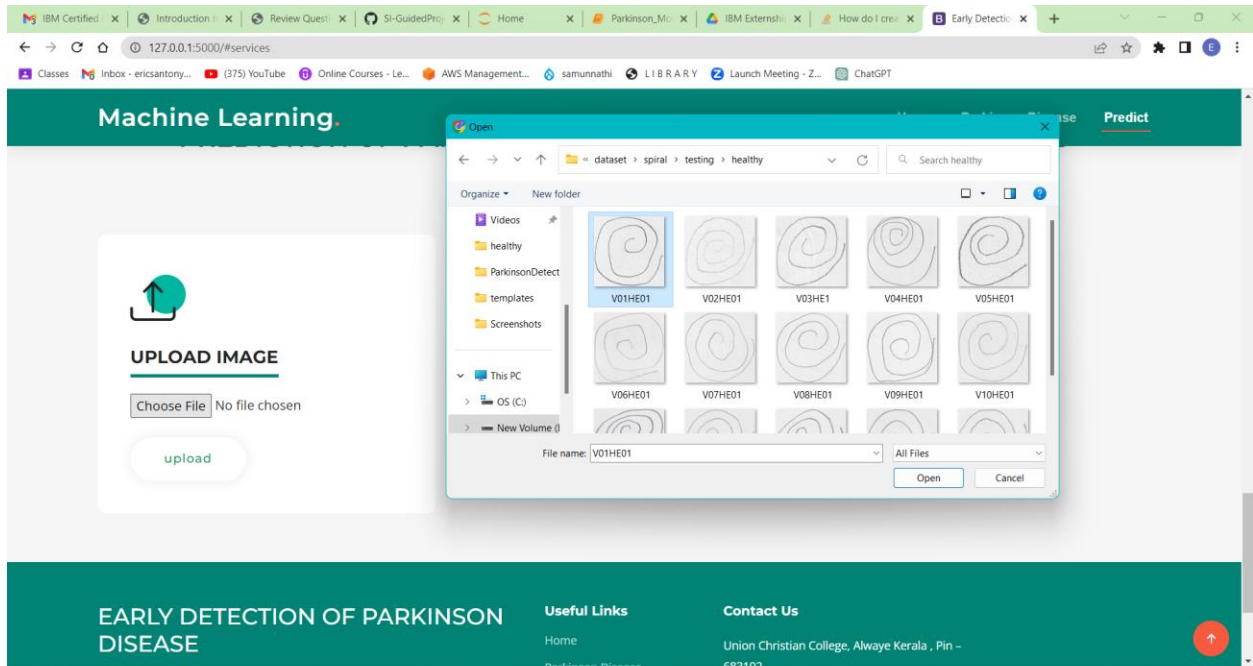 IBM Certified Introduction Review Questi SI-GuidedProj Home Parkinson_Mo IBM Externshi How do I crea Early Detectio
127.0.0.1:5000/#services
Classes Inbox - ericsantony... (375) YouTube Online Courses - Le... AWS Management... samunnathi L I B R A R Y Launch Meeting - Z... ChatGPT
Machine Learning. Predict
Open
« dataset › spiral › testing › healthy Search healthy
Organize New folder
Videos
healthy
ParkinsonDetect
templates
Screenshots
This PC
OS (C:)
New Volume (
V01HE01 V02HE01 V03HE1 V04HE01 V05HE01
V06HE01 V07HE01 V08HE01 V09HE01 V10HE01
File name: V01HE01 All Files
Open Cancel
UPLOAD IMAGE
Choose File No file chosen
upload
EARLY DETECTION OF PARKINSON
DISEASE
Useful Links
Home
Parkinson Disease
Contact Us
Union Christian College, Alwaye Kerala , Pin –
683102